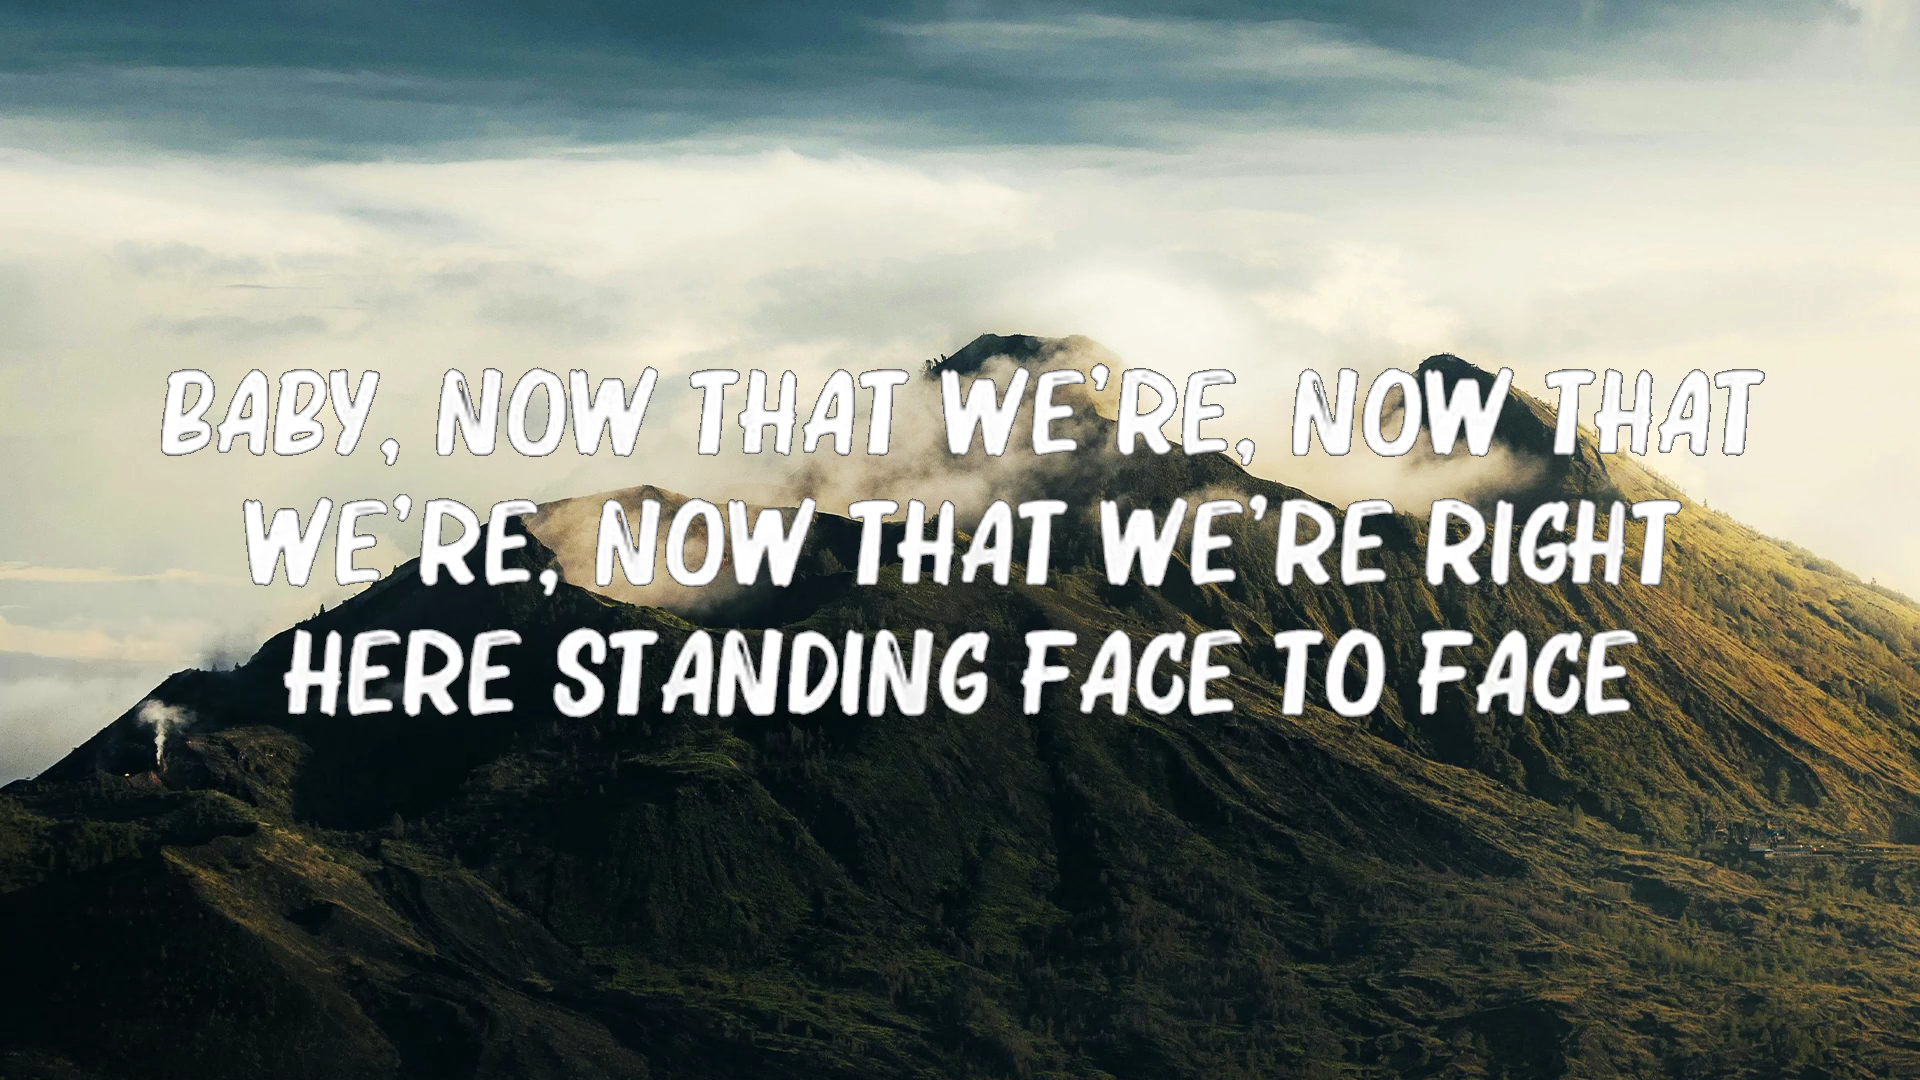 BABY, NOW THAT WE'RE, NOW THAT
WE'RE, NOW THAT WE'RE RIGHT
HERE STANDING FACE TO FACE